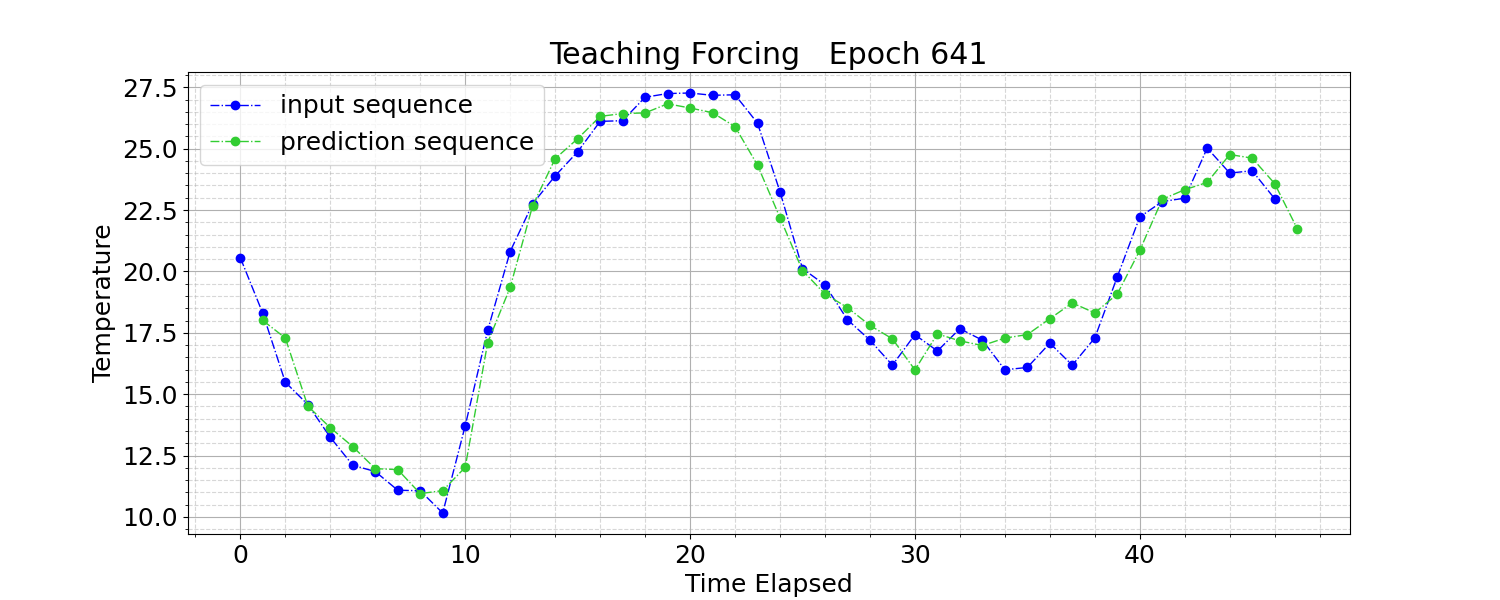 Teaching Forcing   Epoch 641
input sequence
prediction sequence
27.5
25.0
22.5
20.0
17.5
15.0
12.5
10.0
Temperature
0 10 20 30 40
Time Elapsed